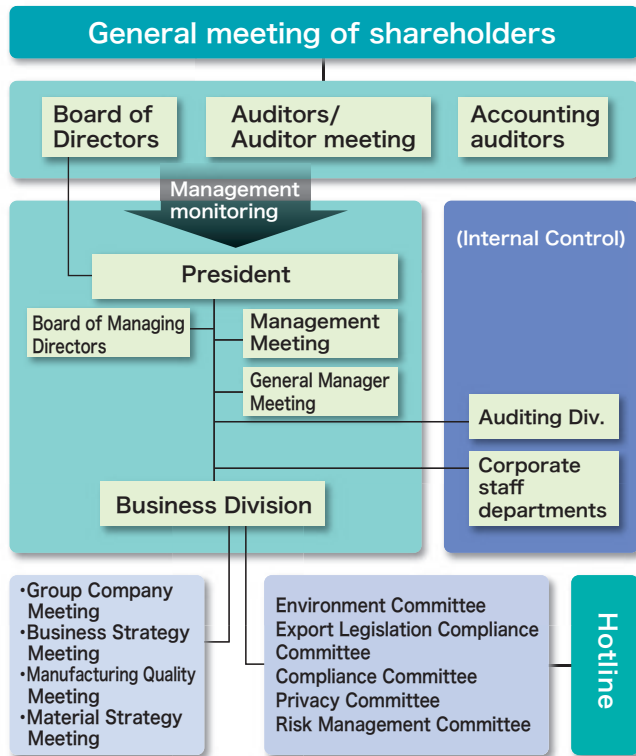 General meeting of shareholders
Board of
Directors
Auditors/
Auditor meeting
Accounting
auditors
Management
monitoring
(Internal Control)
President
Board of Managing
Directors
Management
Meeting
General Manager
Meeting
Auditing Div.
Corporate
staff
departments
Business Division
・Group Company
Meeting
・Business Strategy
Meeting
・Manufacturing Quality
Meeting
・Material Strategy
Meeting
Environment Committee
Export Legislation Compliance
Committee
Compliance Committee
Privacy Committee
Risk Management Committee
Hotline